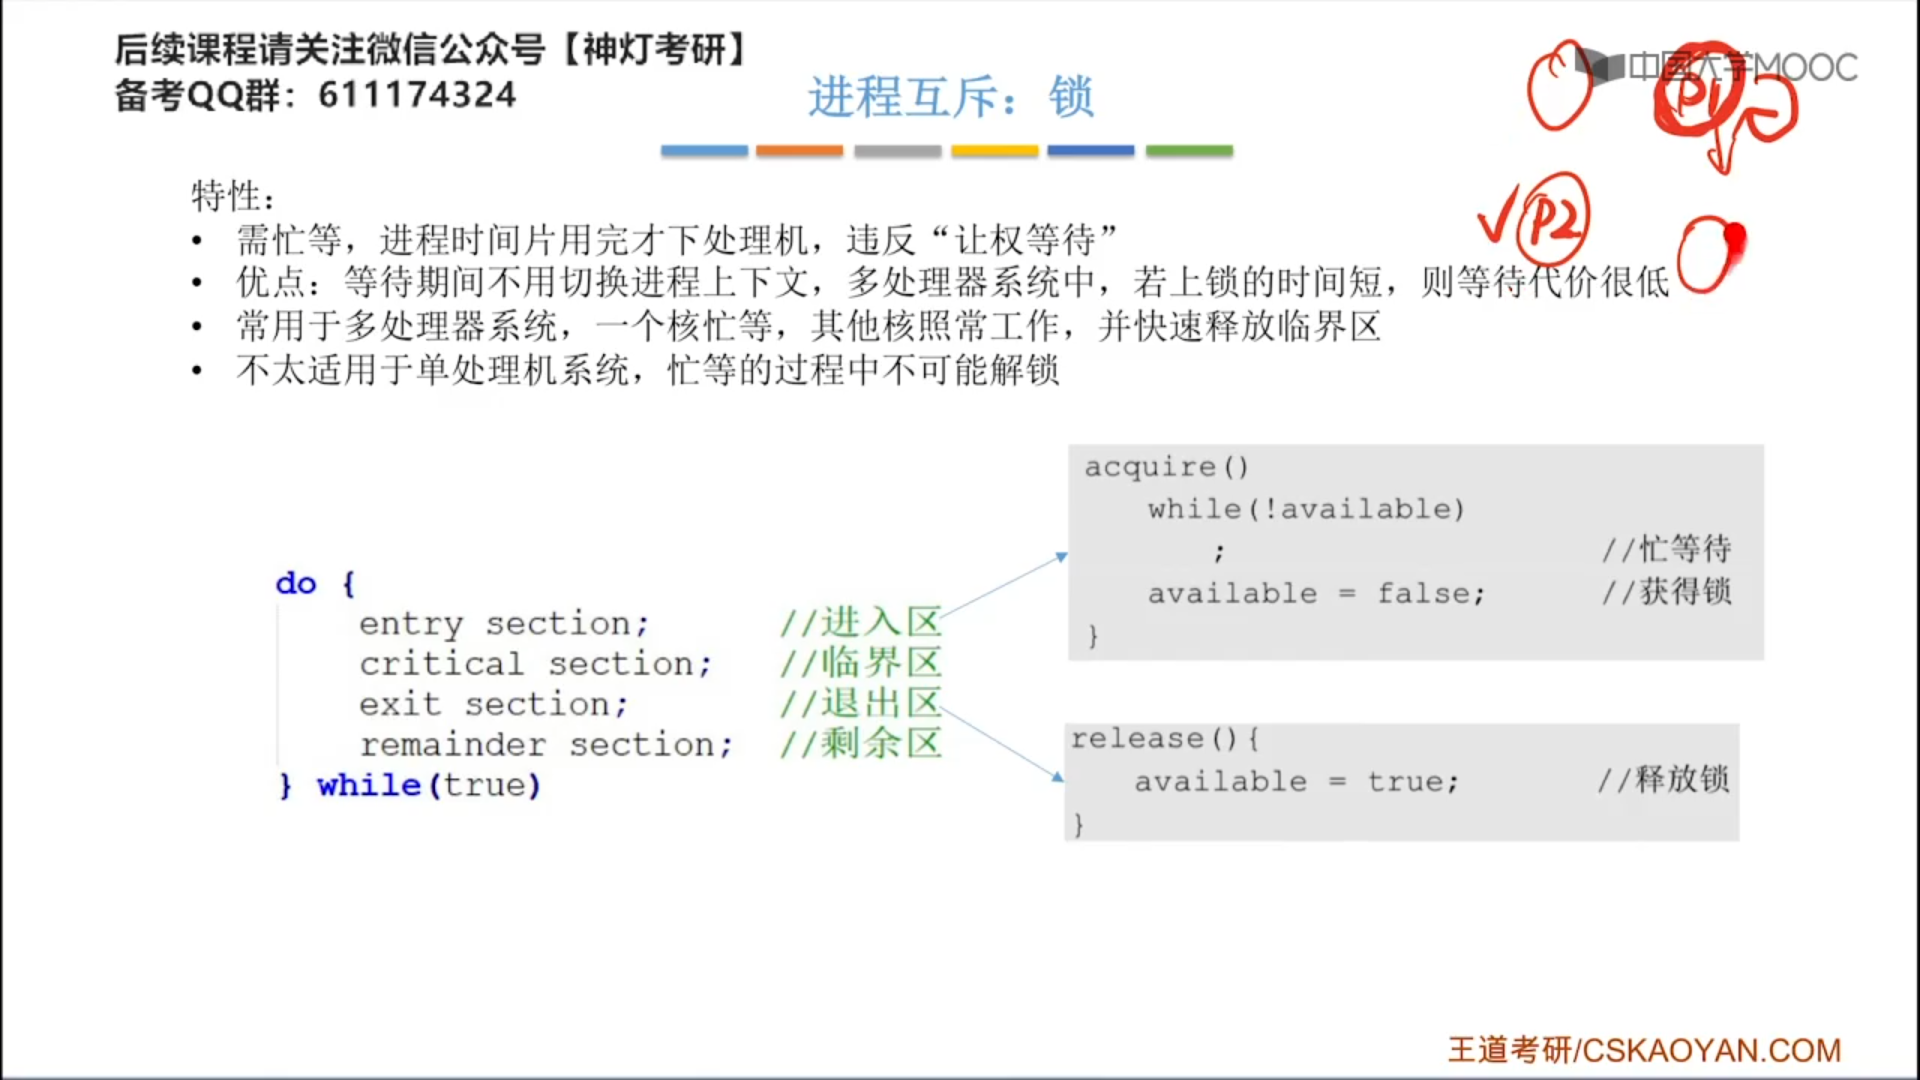 后续课程请关注微信公众号【神灯考研】
备考QQ群：611174324
中国大学MOOC
进程互斥：锁
P1
P2
特性：
• 需忙等，进程时间片用完才下处理机，违反“让权等待”
• 优点：等待期间不用切换进程上下文，多处理器系统中，若上锁的时间短，则等待代价很低
• 常用于多处理器系统，一个核忙等，其他核照常工作，并快速释放临界区
• 不太适用于单处理机系统，忙等的过程中不可能解锁
do {
entry section; //进入区
critical section; //临界区
exit section; //退出区
remainder section; //剩余区
} while(true)
acquire()
while(!available)
; //忙等待
available = false; //获得锁
}
release(){
available = true; //释放锁
}
王道考研/CSKAOYAN.COM